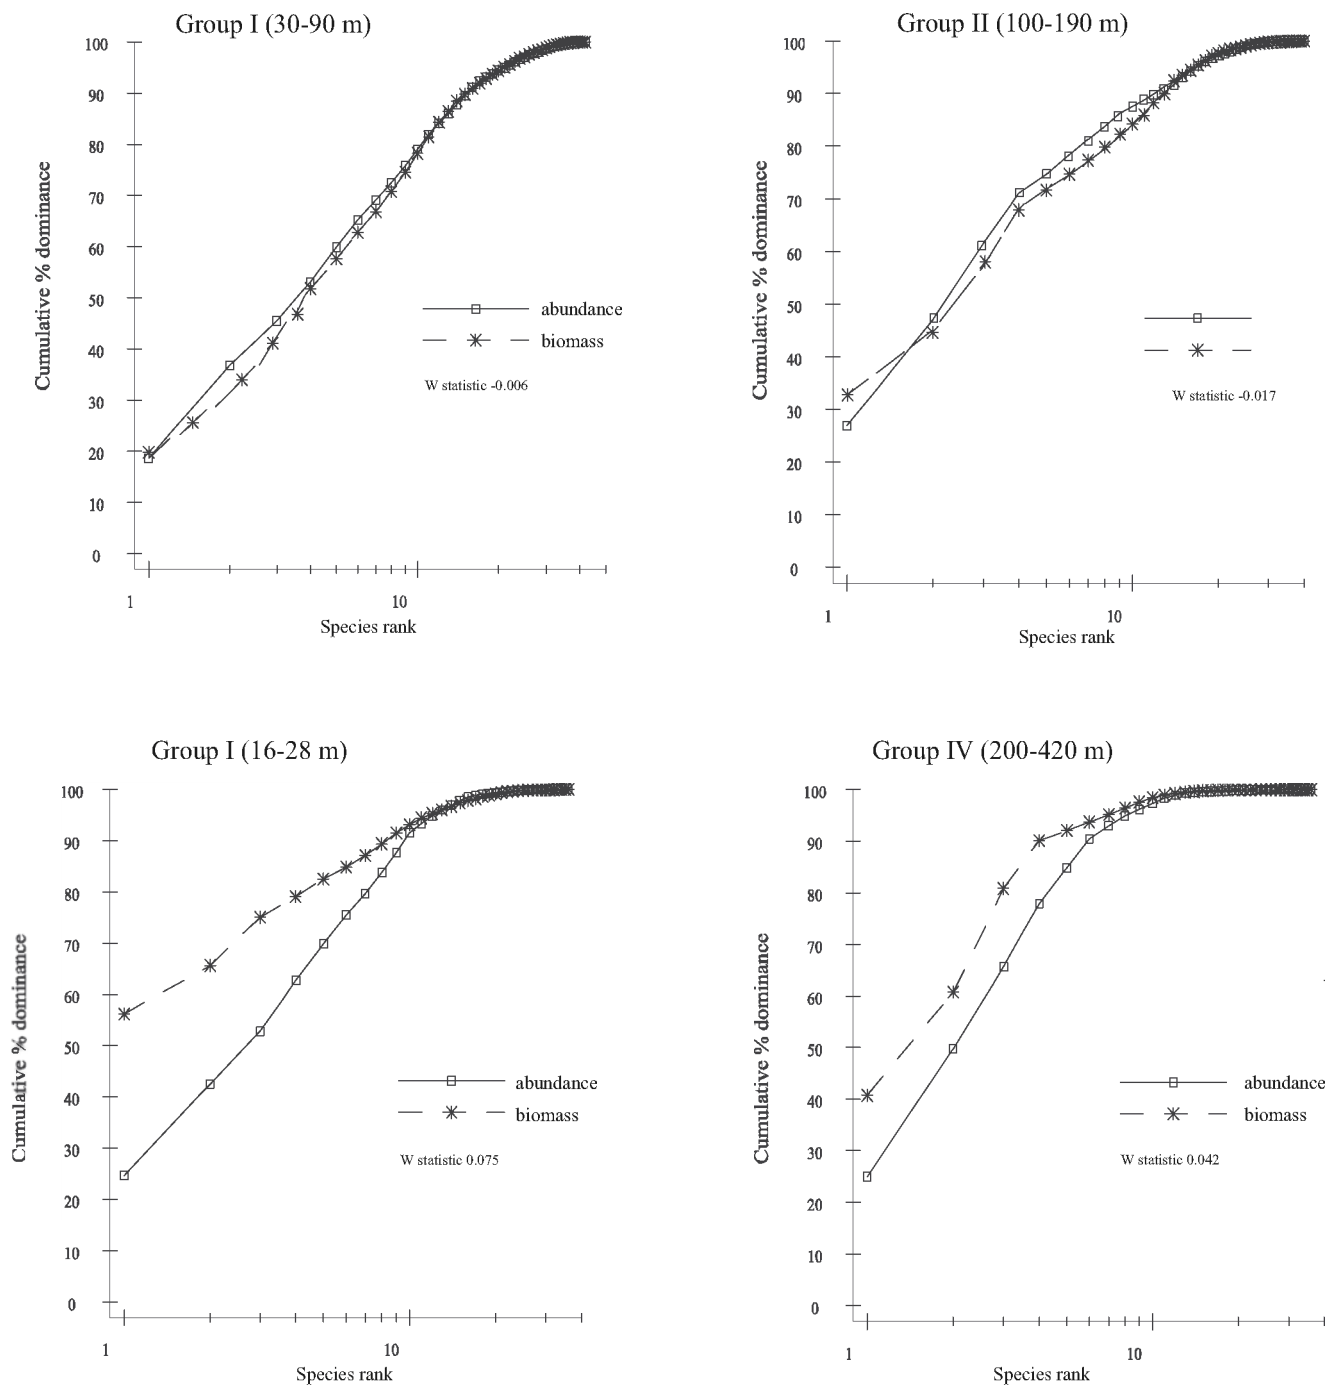 Group I (30-90 m)
100
90
80
70
60
50
40
30
20
10
0
Cumulative % dominance
abundance
biomass
W statistic -0.006
1
10
Species rank
Group II (100-190 m)
100
90
80
70
60
50
40
30
20
10
0
Cumulative % dominance
W statistic -0.017
1
10
Species rank
Group I (16-28 m)
100
90
80
70
60
50
40
30
20
10
0
Cumulative % dominance
abundance
biomass
W statistic 0.075
1
10
Species rank
Group IV (200-420 m)
100
90
80
70
60
50
40
30
20
10
0
Cumulative % dominance
abundance
biomass
W statistic 0.042
1
10
Species rank